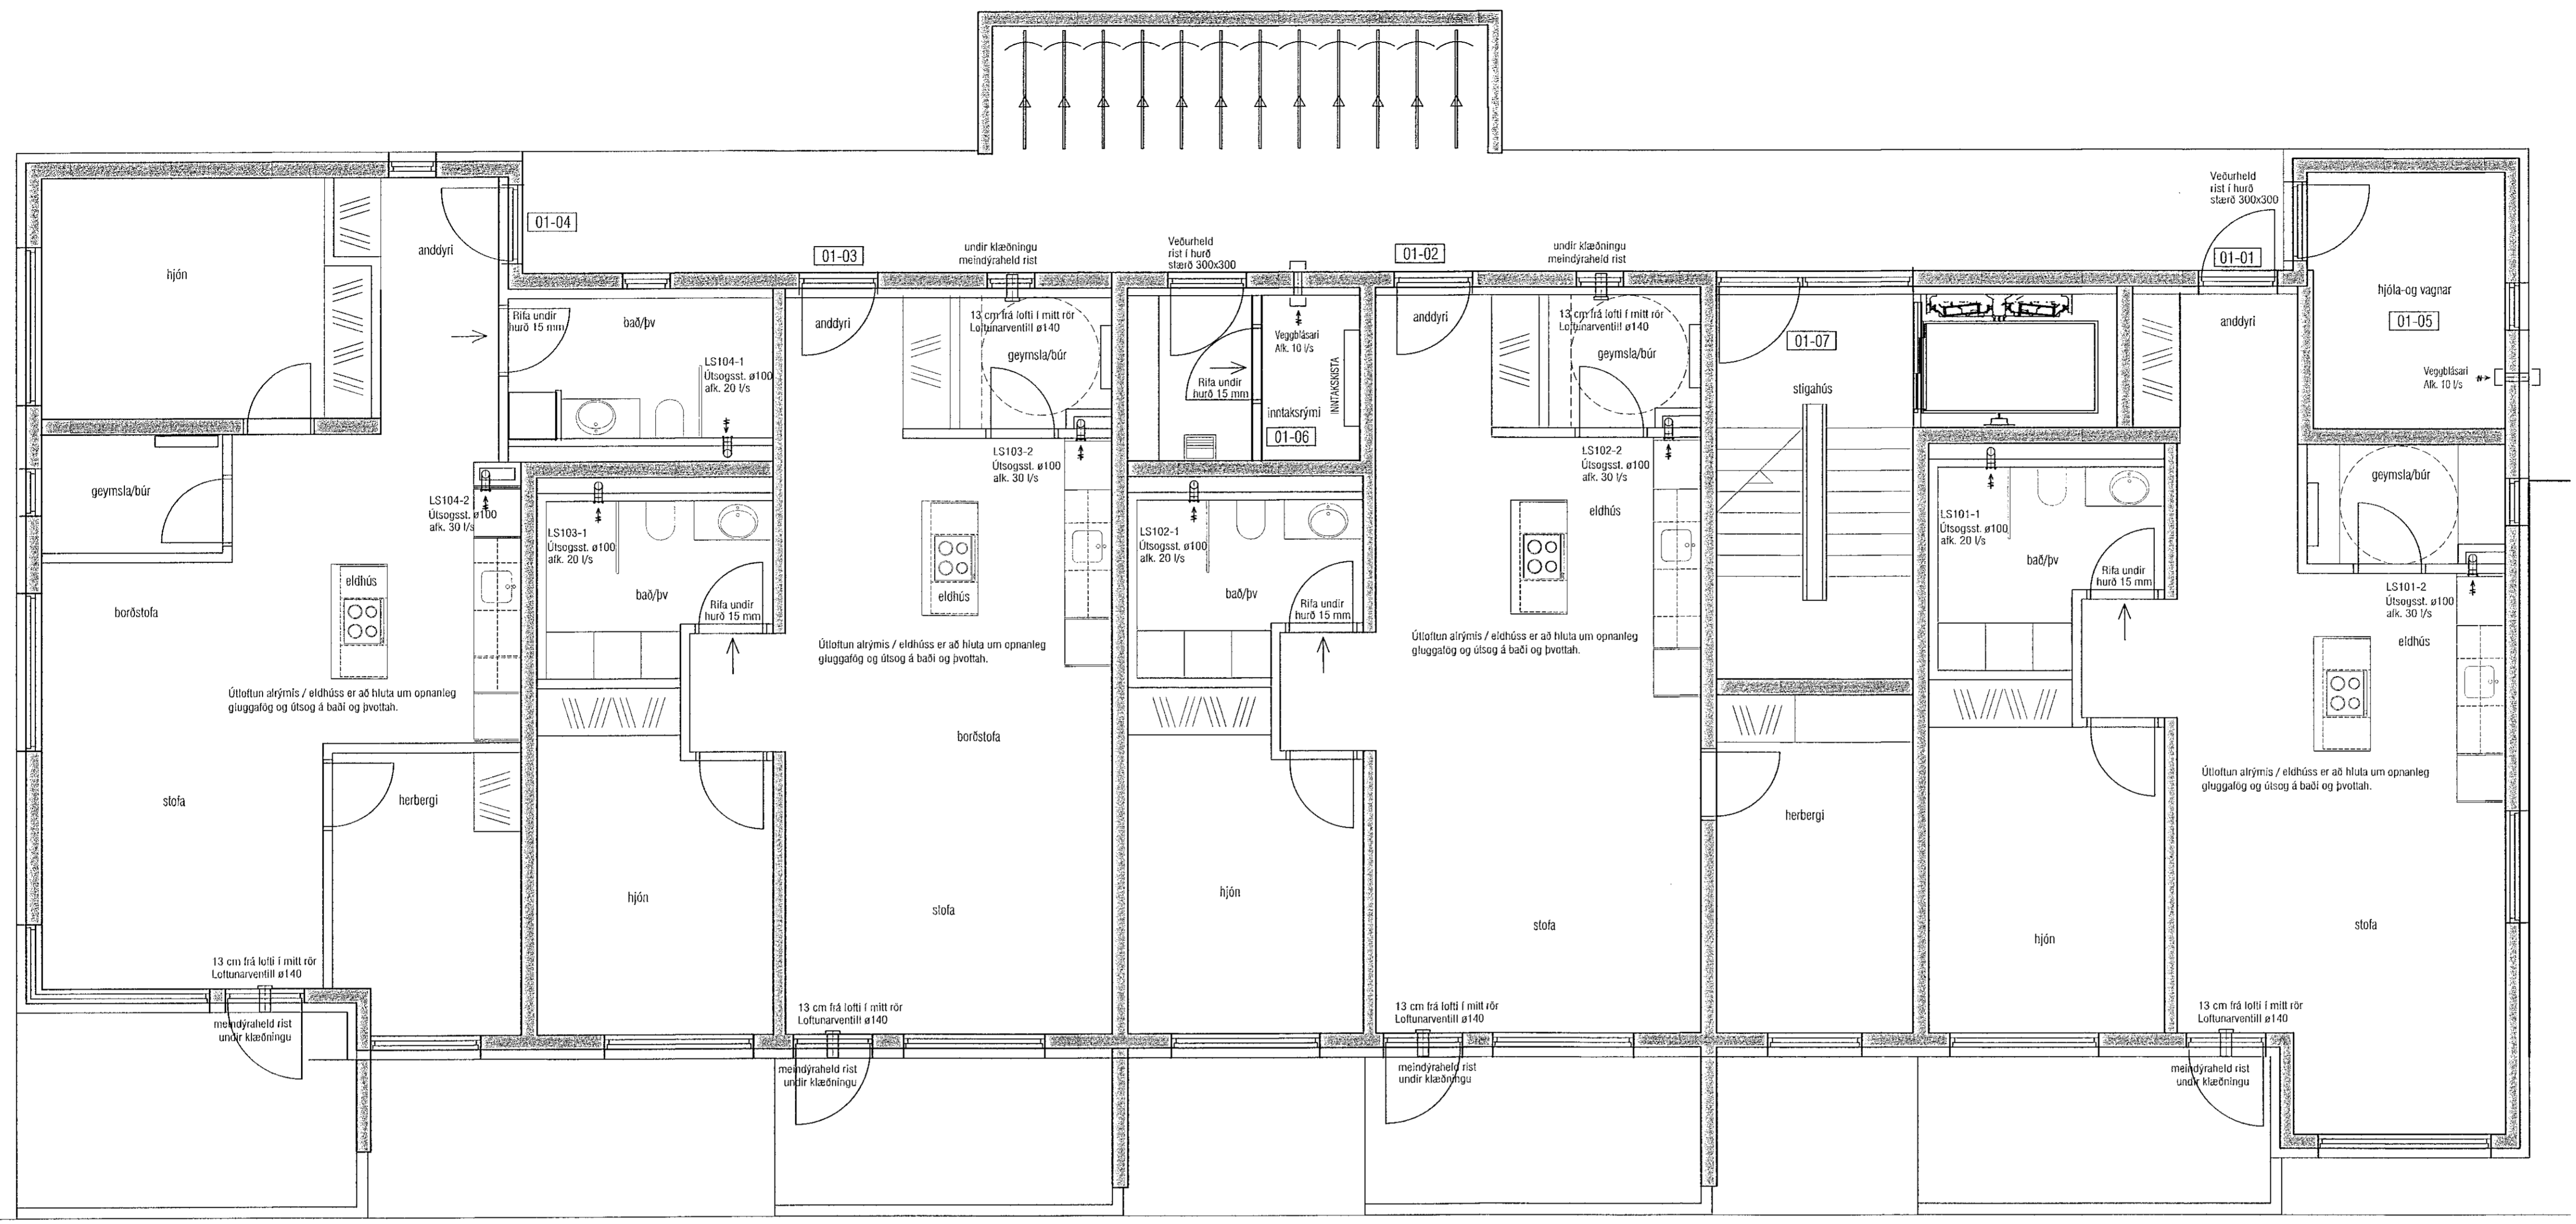 Veðurheld
rist í hurð
stærð 300x300
01-04
01-03
undir klæðningu
meindýraheld rist
Veðurheld
rist í hurð
stærð 300x300
01-02
undir klæðningu
meindýraheld rist
01-01
hjón
anddyri
Rifa undir
hurð 15 mm
bað/þv
LS104-1
Útsogsst. ø100
afk. 20 l/s
anddyri
13 cm frá lofti í mitt rör
Loftunarventill ø140
geymsla/búr
Veggblásari
Afk. 10 l/s
INNTAKSKISTA
Rifa undir
hurð 15 mm
inntaksrými
01-06
anddyri
13 cm frá lofti í mitt rör
Loftunarventill ø140
geymsla/búr
01-07
stigahús
anddyri
hjóla-og vagnar
01-05
Veggblásari
Afk. 10 l/s
geymsla/búr
LS104-2
Útsogsst. ø100
afk. 30 l/s
LS103-1
Útsogsst. ø100
afk. 20 l/s
bað/þv
Rifa undir
hurð 15 mm
LS103-2
Útsogsst. ø100
afk. 30 l/s
eldhús
LS102-1
Útsogsst. ø100
afk. 20 l/s
bað/þv
Rifa undir
hurð 15 mm
LS102-2
Útsogsst. ø100
afk. 30 l/s
eldhús
LS101-1
Útsogsst. ø100
afk. 20 l/s
bað/þv
Rifa undir
hurð 15 mm
geymsla/búr
LS101-2
Útsogsst. ø100
afk. 30 l/s
eldhús
eldhús
borðstofa
Útloftun alrýmis / eldhúss er að hluta um opnanleg
gluggafög og útsog á baði og þvottah.
Útloftun alrýmis / eldhúss er að hluta um opnanleg
gluggafög og útsog á baði og þvottah.
Útloftun alrýmis / eldhúss er að hluta um opnanleg
gluggafög og útsog á baði og þvottah.
Útloftun alrýmis / eldhúss er að hluta um opnanleg
gluggafög og útsog á baði og þvottah.
borðstofa
stofa
herbergi
hjón
stofa
hjón
stofa
herbergi
hjón
stofa
13 cm frá lofti í mitt rör
Loftunarventill ø140
meindýraheld rist
undir klæðningu
13 cm frá lofti í mitt rör
Loftunarventill ø140
meindýraheld rist
undir klæðningu
13 cm frá lofti í mitt rör
Loftunarventill ø140
meindýraheld rist
undir klæðningu
13 cm frá lofti í mitt rör
Loftunarventill ø140
meindýraheld rist
undir klæðningu